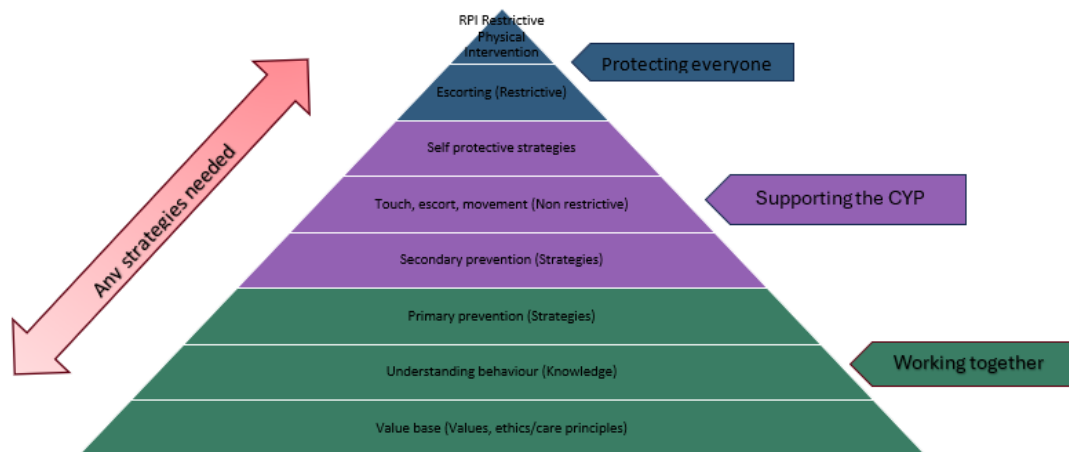 RPI Restrictive
Physical
Intervention
Protecting everyone
Escorting (Restrictive)
Self protective strategies
Any strategies needed
Touch, escort, movement (Non restrictive)
Supporting the CYP
Secondary prevention (Strategies)
Primary prevention (Strategies)
Working together
Understanding behaviour (Knowledge)
Value base (Values, ethics/care principles)